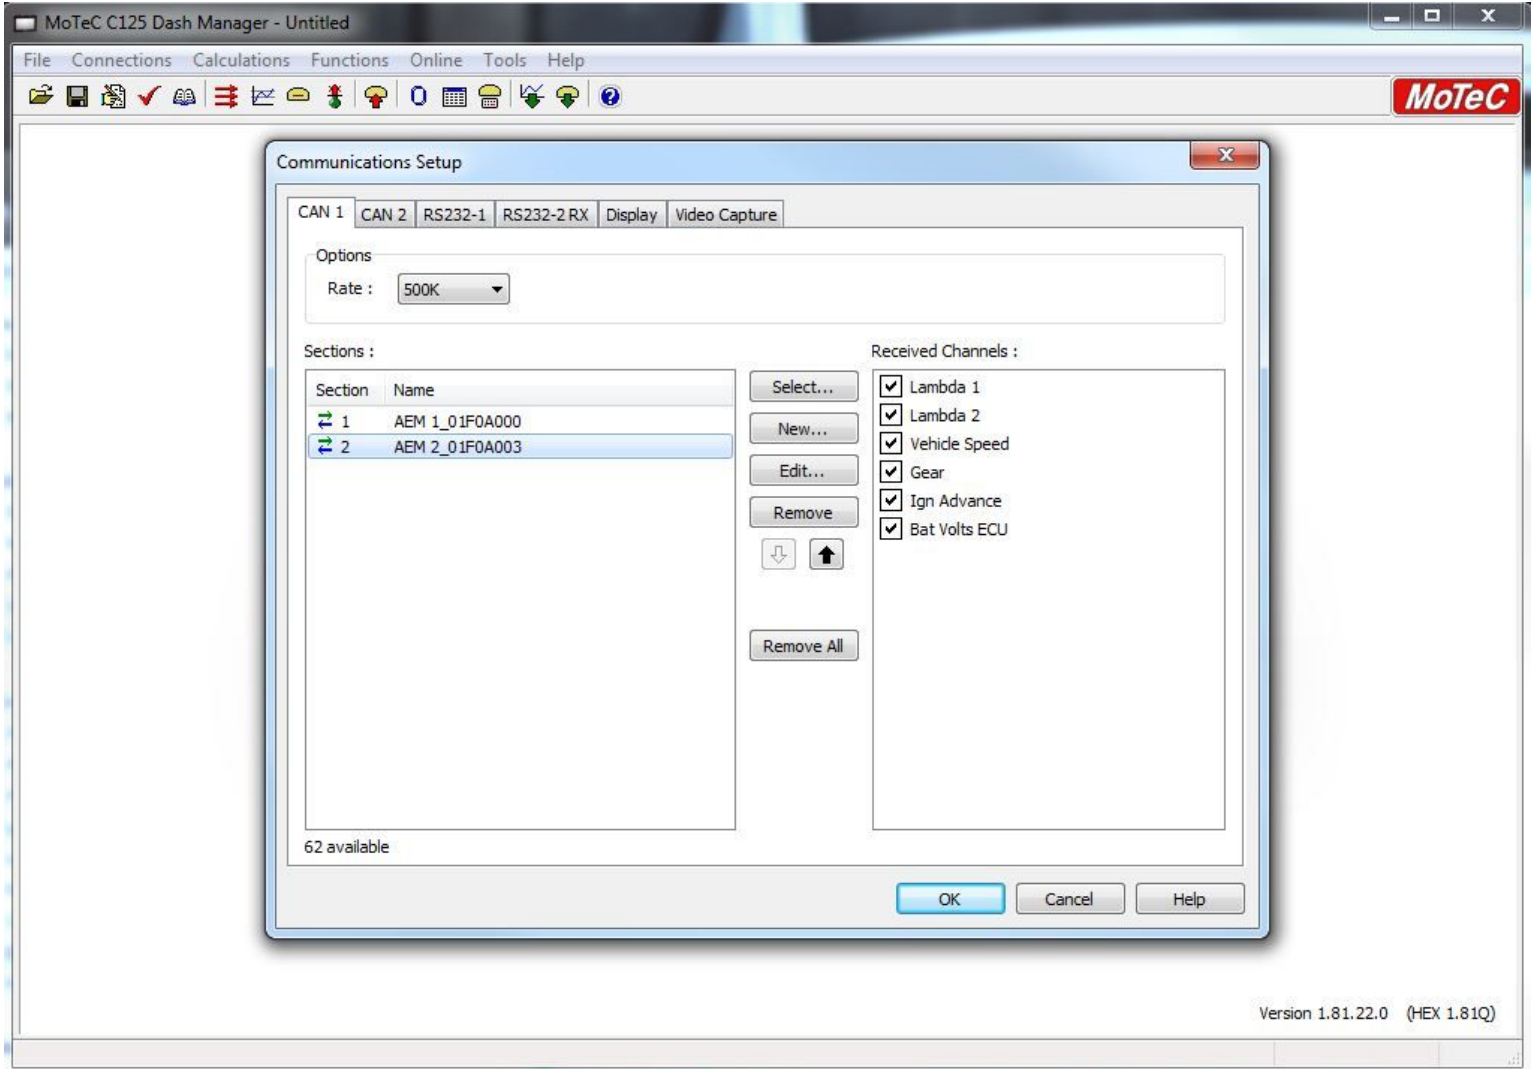 MoTeC C125 Dash Manager - Untitled
File Connections Calculations Functions Online Tools Help
MoTeC
Communications Setup
CAN 1 CAN 2 RS232-1 RS232-2 RX Display Video Capture
Options
Rate : 500K
Sections :
Section Name
1 AEM 1_01F0A000
2 AEM 2_01F0A003
62 available
Select...
New...
Edit...
Remove
Remove All
Received Channels :
Lambda 1
Lambda 2
Vehicle Speed
Gear
Ign Advance
Bat Volts ECU
OK Cancel Help
Version 1.81.22.0 (HEX 1.81Q)